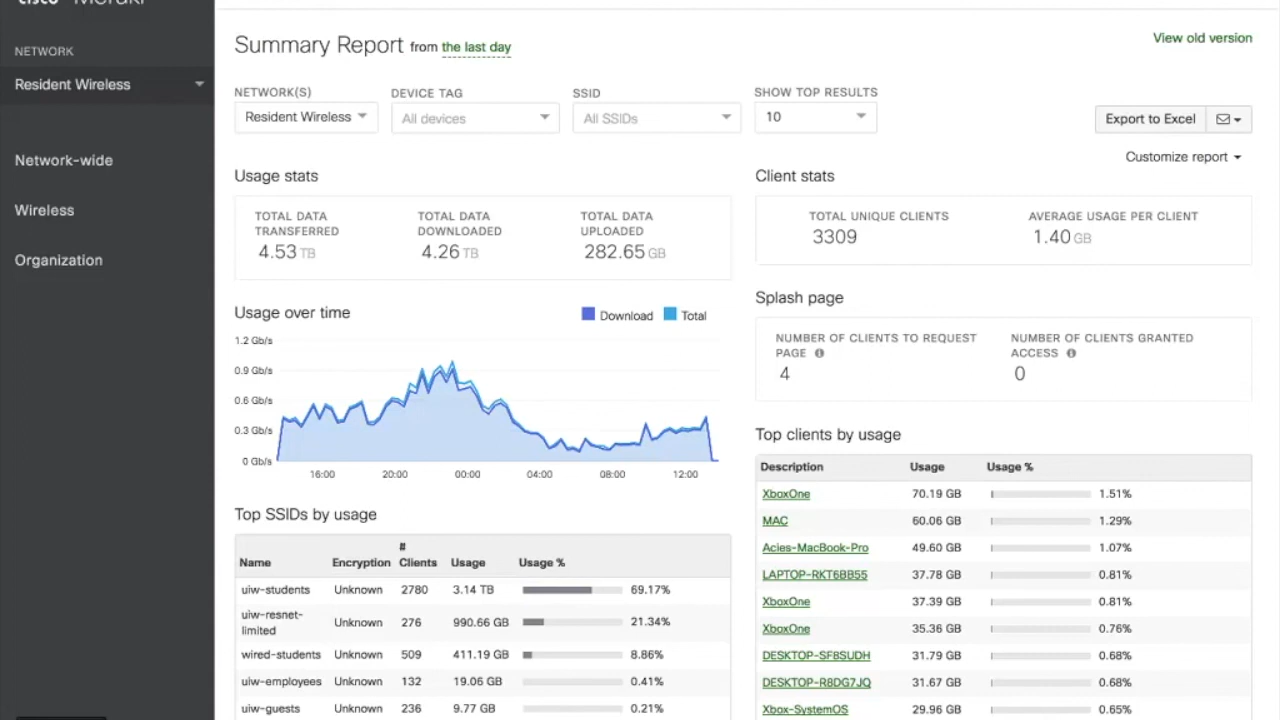 cisco Meraki
NETWORK
Resident Wireless
Network-wide
Wireless
Organization
Summary Report from the last day
View old version
NETWORK(S)
Resident Wireless
DEVICE TAG
All devices
SSID
All SSIDs
SHOW TOP RESULTS
10
Export to Excel
Customize report
Usage stats
TOTAL DATA
TRANSFERRED
4.53 TB
TOTAL DATA
DOWNLOADED
4.26 TB
TOTAL DATA
UPLOADED
282.65 GB
Client stats
TOTAL UNIQUE CLIENTS
3309
AVERAGE USAGE PER CLIENT
1.40 GB
Usage over time
Download Total
1.2 Gb/s
0.9 Gb/s
0.6 Gb/s
0.3 Gb/s
0 Gb/s
16:00 20:00 00:00 04:00 08:00 12:00
Splash page
NUMBER OF CLIENTS TO REQUEST
PAGE
4
NUMBER OF CLIENTS GRANTED
ACCESS
0
Top SSIDs by usage
Name Encryption # Clients Usage Usage %
uiw-students Unknown 2780 3.14 TB 69.17%
uiw-resnet-
limited Unknown 276 990.66 GB 21.34%
wired-students Unknown 509 411.19 GB 8.86%
uiw-employees Unknown 132 19.06 GB 0.41%
uiw-guests Unknown 236 9.77 GB 0.21%
Top clients by usage
Description Usage Usage %
XboxOne 70.19 GB 1.51%
MAC 60.06 GB 1.29%
Acies-MacBook-Pro 49.60 GB 1.07%
LAPTOP-RKT6BB55 37.78 GB 0.81%
XboxOne 37.39 GB 0.81%
XboxOne 35.36 GB 0.76%
DESKTOP-SFBSUDH 31.79 GB 0.68%
DESKTOP-R8DG7JQ 31.67 GB 0.68%
Xbox-SystemOS 29.96 GB 0.65%